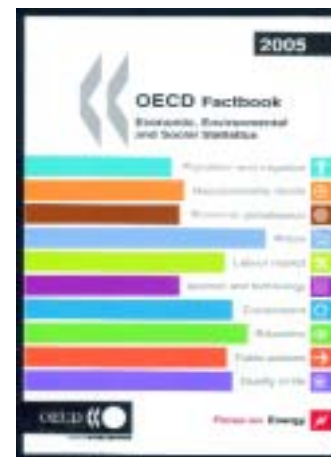 2005
OECD Factbook
Economic, Environmental
and Social Statistics
Population and migration
Macroeconomic trends
Economic globalisation
Prices
Labour market
Science and technology
Environment
Education
Public policies
Quality of life
OECD
Focus on Energy